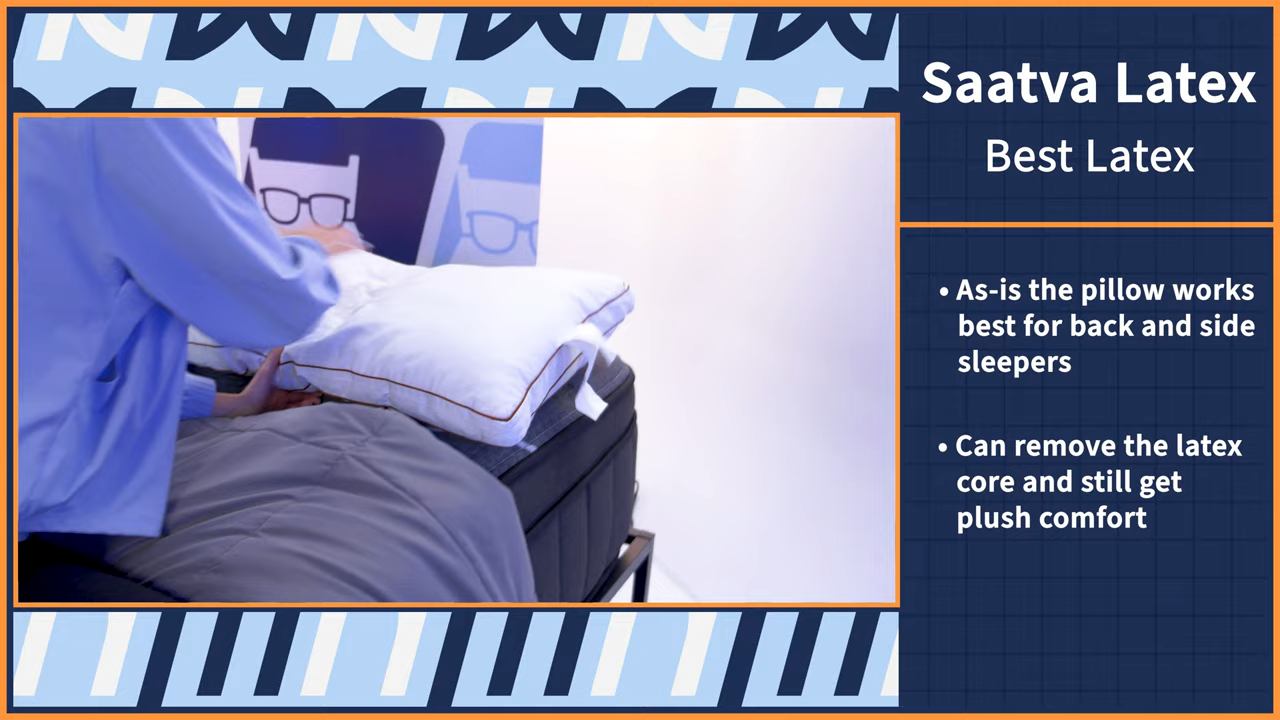 Saatva Latex
Best Latex
• As-is the pillow works
best for back and side
sleepers
• Can remove the latex
core and still get
plush comfort